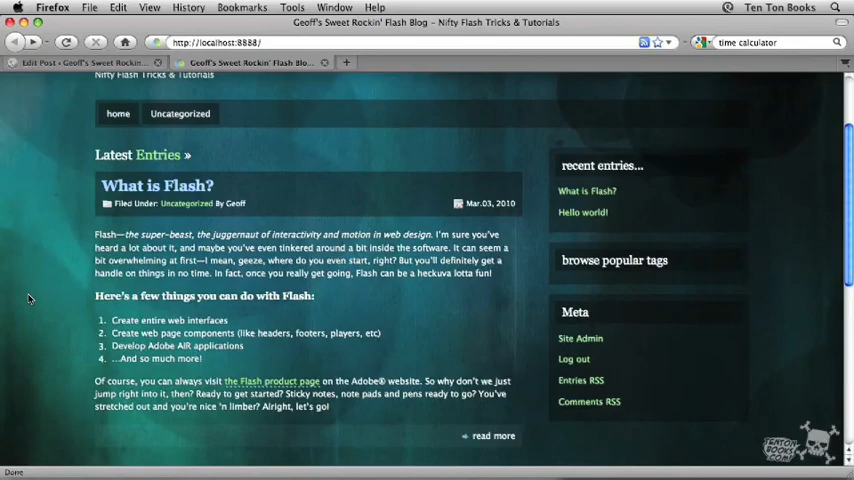 Firefox File Edit View History Bookmarks Tools Window Help Ten Ton Books
Geoff's Sweet Rockin' Flash Blog – Nifty Flash Tricks & Tutorials
http://localhost:8888/
time calculator
Edit Post ‹ Geoff's Sweet Rockin'...
Geoff's Sweet Rockin' Flash Blo...
Nifty Flash Tricks & Tutorials
home Uncategorized
Latest Entries »
What is Flash?
Filed Under: Uncategorized By Geoff Mar.03, 2010
Flash—the super-beast, the juggernaut of interactivity and motion in web design. I'm sure you've
heard a lot about it, and maybe you've even tinkered around a bit inside the software. It can seem a
bit overwhelming at first—I mean, geeze, where do you even start, right? But you'll definitely get a
handle on things in no time. In fact, once you really get going, Flash can be a heckuva lotta fun!
Here's a few things you can do with Flash:
1. Create entire web interfaces
2. Create web page components (like headers, footers, players, etc)
3. Develop Adobe AIR applications
4. ...And so much more!
Of course, you can always visit the Flash product page on the Adobe® website. So why don't we just
jump right into it, then? Ready to get started? Sticky notes, note pads and pens ready to go? You've
stretched out and you're nice 'n limber? Alright, let's go!
read more
recent entries...
What is Flash?
Hello world!
browse popular tags
Meta
Site Admin
Log out
Entries RSS
Comments RSS
TENTON
BOOKS.COM
Done